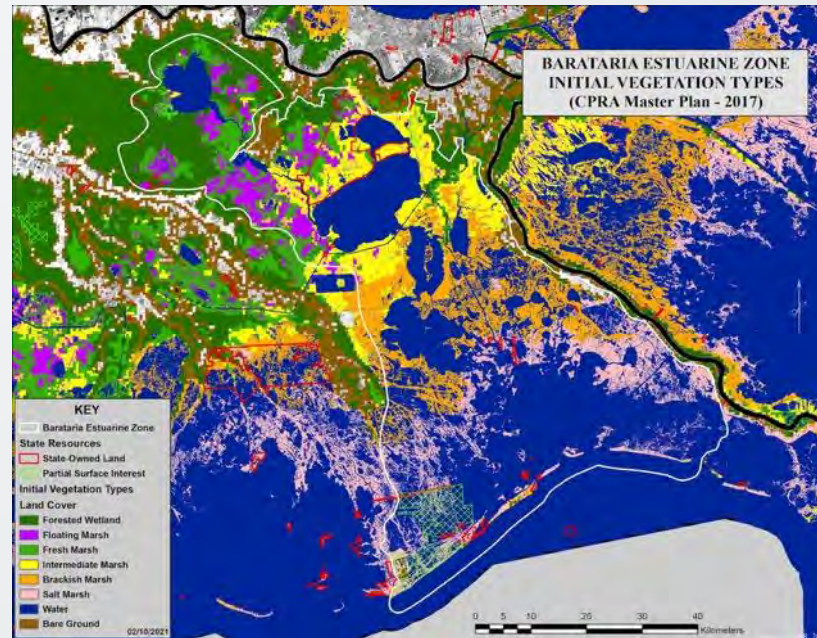 BARATARIA ESTUARINE ZONE
INITIAL VEGETATION TYPES
(CPRA Master Plan - 2017)
KEY
Barataria Estuarine Zone
State Resources
State-Owned Land
Partial Surface Interest
Initial Vegetation Types
Land Cover
Forested Wetland
Floating Marsh
Fresh Marsh
Intermediate Marsh
Brackish Marsh
Salt Marsh
Water
Bare Ground
02/10/2021
0 5 10 20 30 40
Kilometers